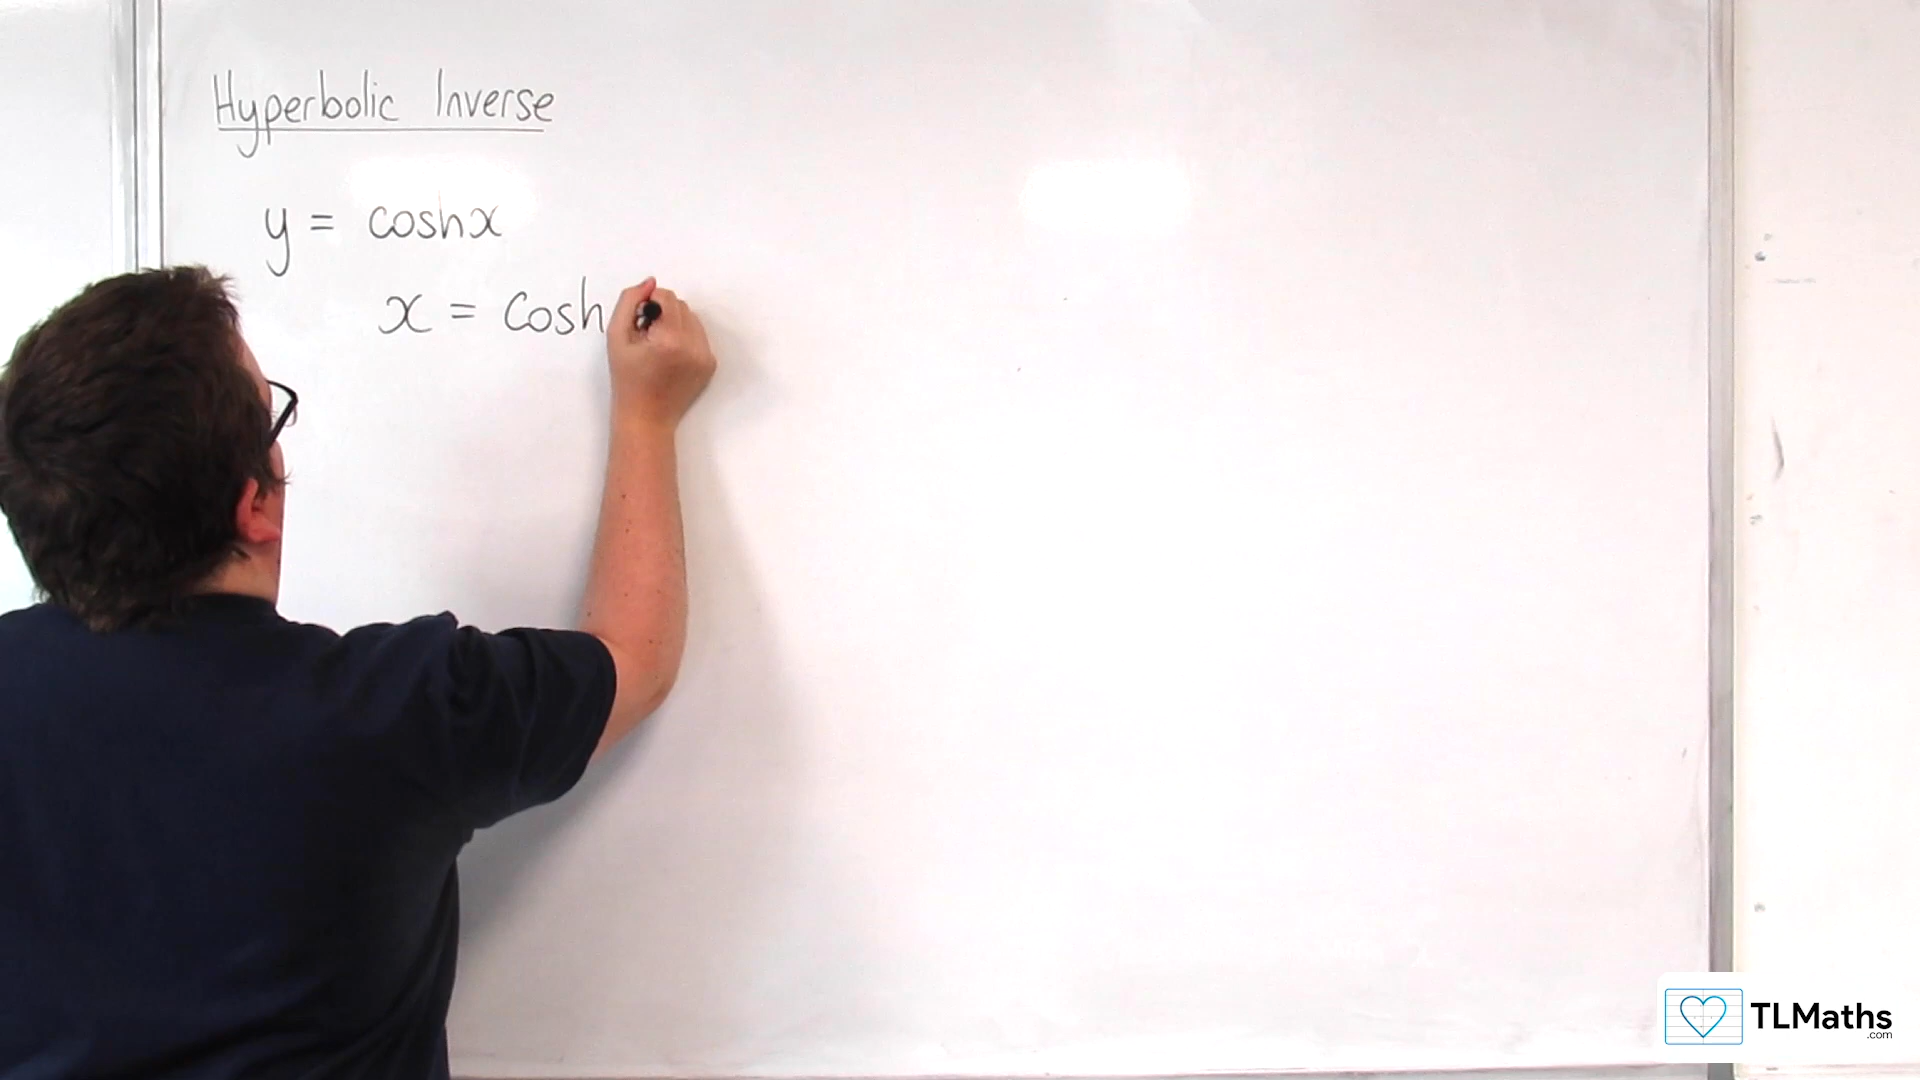 Hyperbolic Inverse
y = coshx
x = cosh
TLMaths
.com